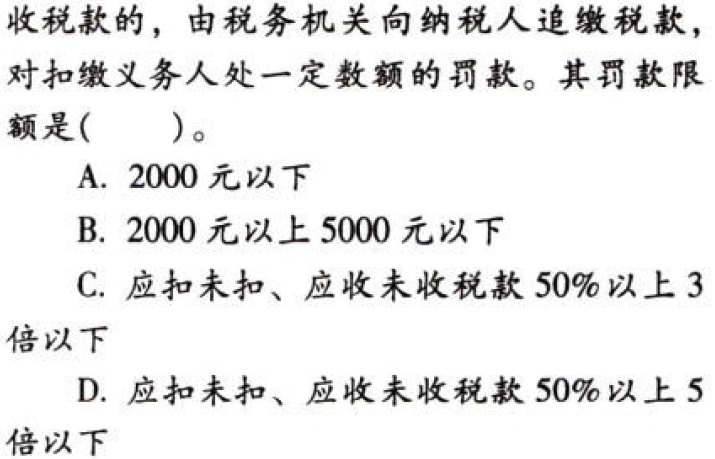 收税款的，由税务机关向纳税人追缴税款，
对扣缴义务人处一定数额的罚款。其罚款限
额是(　　)。
A. 2000 元以下
B. 2000 元以上 5000 元以下
C. 应扣未扣、应收未收税款 50% 以上 3
倍以下
D. 应扣未扣、应收未收税款 50% 以上 5
倍以下